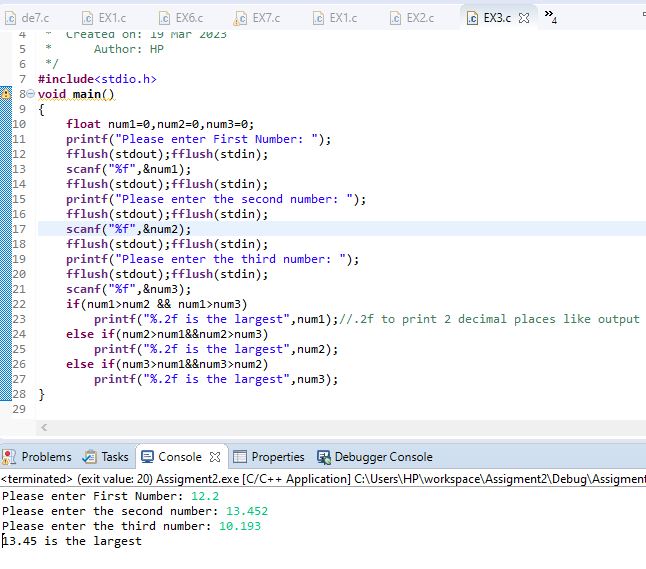 de7.c EX1.c EX6.c EX7.c EX1.c EX2.c EX3.c »4
4 * Created on: 19 Mar 2023
5 * Author: HP
6 */
7 #include<stdio.h>
8 void main()
9 {
10 float num1=0,num2=0,num3=0;
11 printf("Please enter First Number: ");
12 fflush(stdout);fflush(stdin);
13 scanf("%f",&num1);
14 fflush(stdout);fflush(stdin);
15 printf("Please enter the second number: ");
16 fflush(stdout);fflush(stdin);
17 scanf("%f",&num2);
18 fflush(stdout);fflush(stdin);
19 printf("Please enter the third number: ");
20 fflush(stdout);fflush(stdin);
21 scanf("%f",&num3);
22 if(num1>num2 && num1>num3)
23 printf("%.2f is the largest",num1);//.2f to print 2 decimal places like output
24 else if(num2>num1&&num2>num3)
25 printf("%.2f is the largest",num2);
26 else if(num3>num1&&num3>num2)
27 printf("%.2f is the largest",num3);
28 }
29
Problems Tasks Console Properties Debugger Console
<terminated> (exit value: 20) Assigment2.exe [C/C++ Application] C:\Users\HP\workspace\Assigment2\Debug\Assigment
Please enter First Number: 12.2
Please enter the second number: 13.452
Please enter the third number: 10.193
13.45 is the largest